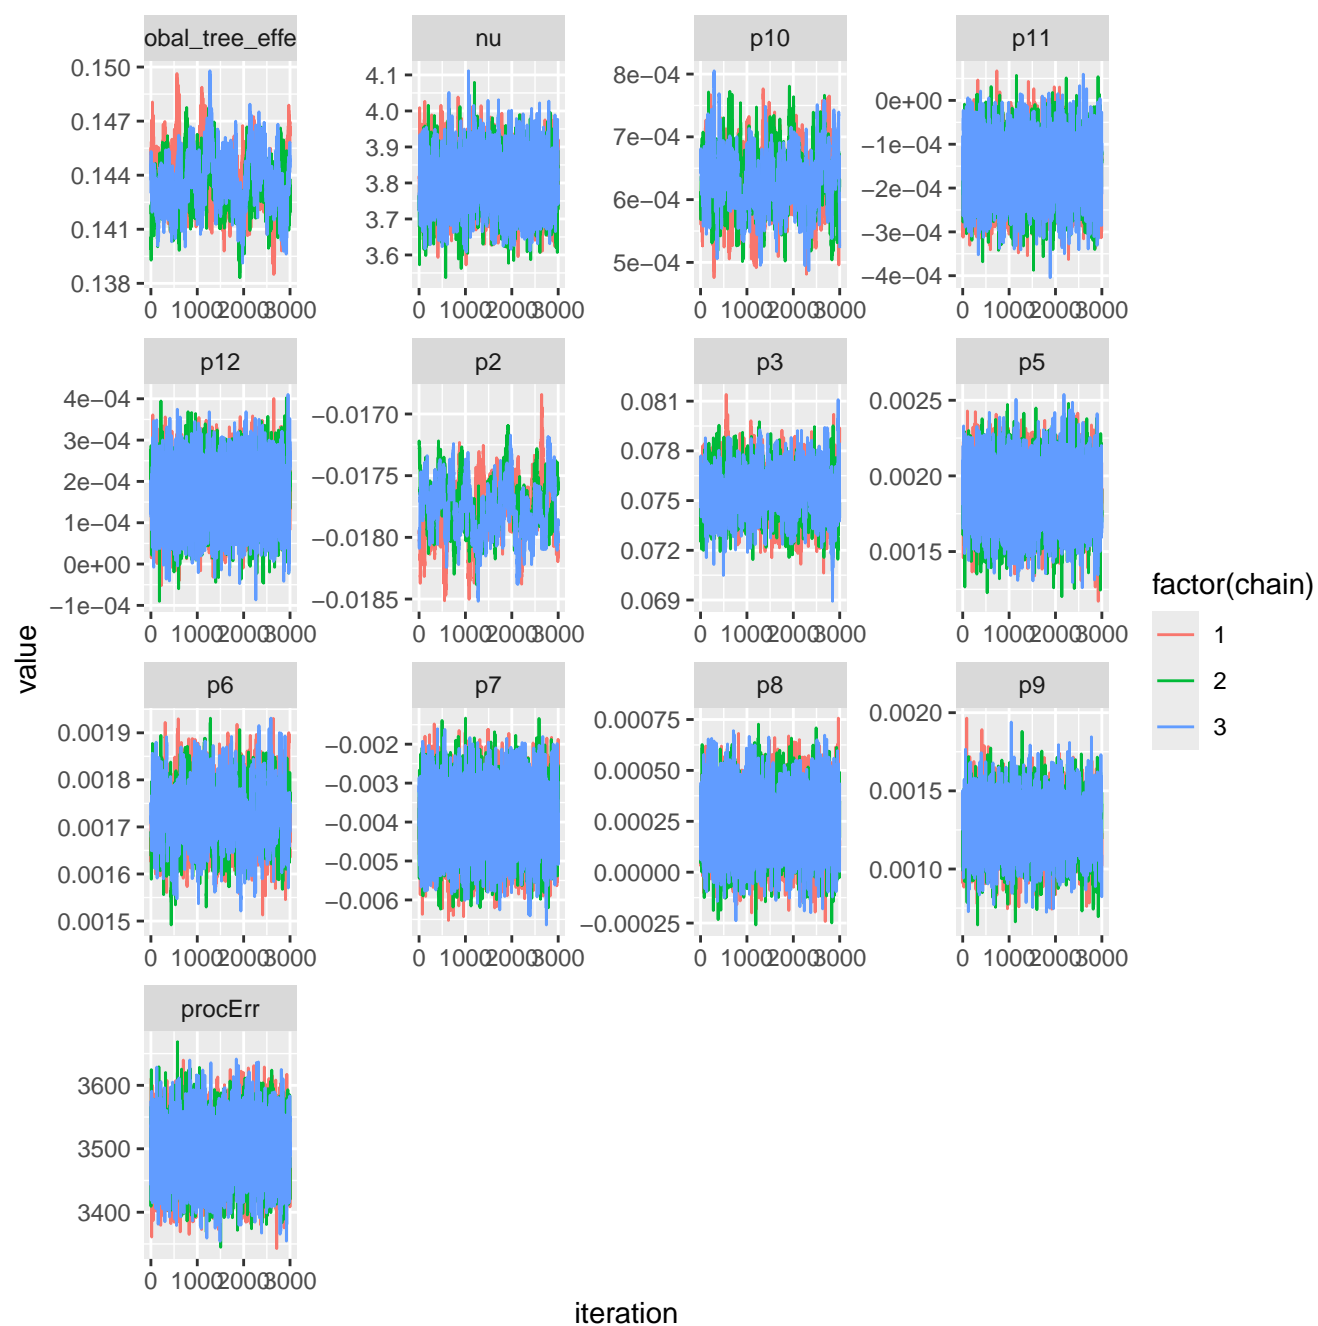 obal_tree_effe nu p10 p11
0.150 4.1 8e−04 0e+00
0.147 4.0 7e−04 −1e−04
0.144 3.9 6e−04 −2e−04
0.141 3.8 5e−04 −3e−04
0.138 3.7 −4e−04
3.6
0 1000 2000 3000 0 1000 2000 3000 0 1000 2000 3000 0 1000 2000 3000
p12 p2 p3 p5
4e−04 −0.0170 0.081 0.0025
3e−04 −0.0175 0.078 0.0020
2e−04 −0.0180 0.075 0.0015
1e−04 −0.0185 0.072
0e+00 0.069
−1e−04
0 1000 2000 3000 0 1000 2000 3000 0 1000 2000 3000 0 1000 2000 3000
p6 p7 p8 p9
0.0019 −0.002 0.00075 0.0020
0.0018 −0.003 0.00050 0.0015
0.0017 −0.004 0.00025 0.0010
0.0016 −0.005 0.00000
0.0015 −0.006 −0.00025
0 1000 2000 3000 0 1000 2000 3000 0 1000 2000 3000 0 1000 2000 3000
procErr
3600
3500
3400
0 1000 2000 3000
value
iteration
factor(chain)
1
2
3